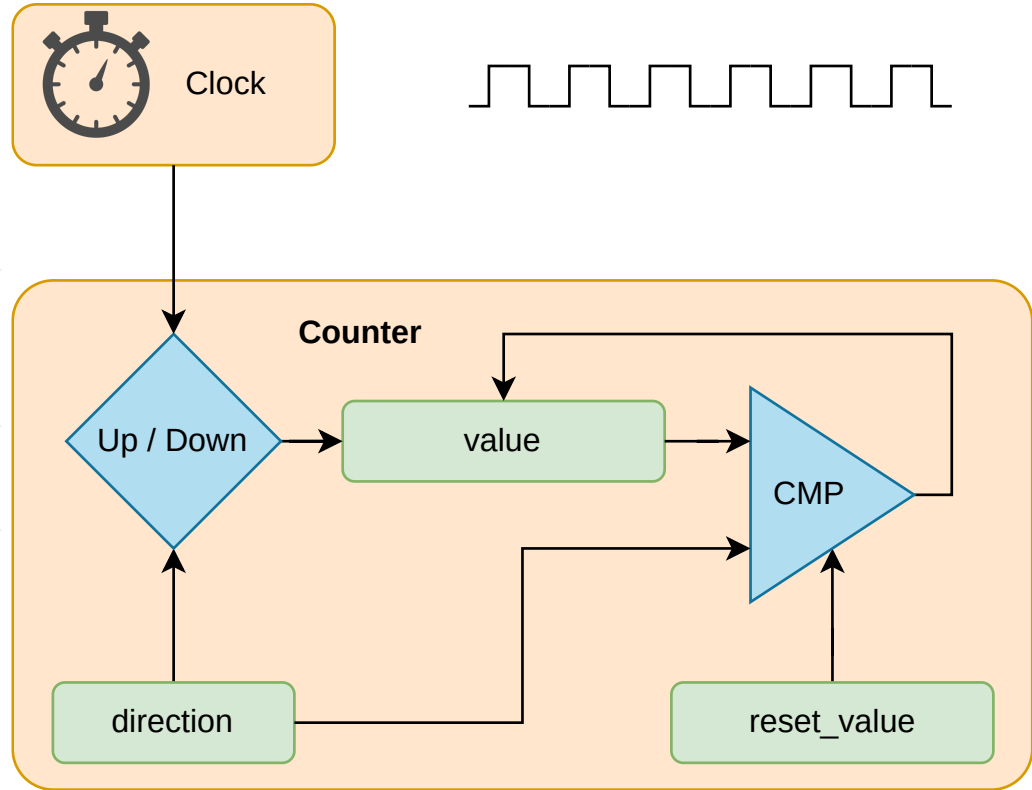 Clock
Counter
Up / Down
value
CMP
direction
reset_value